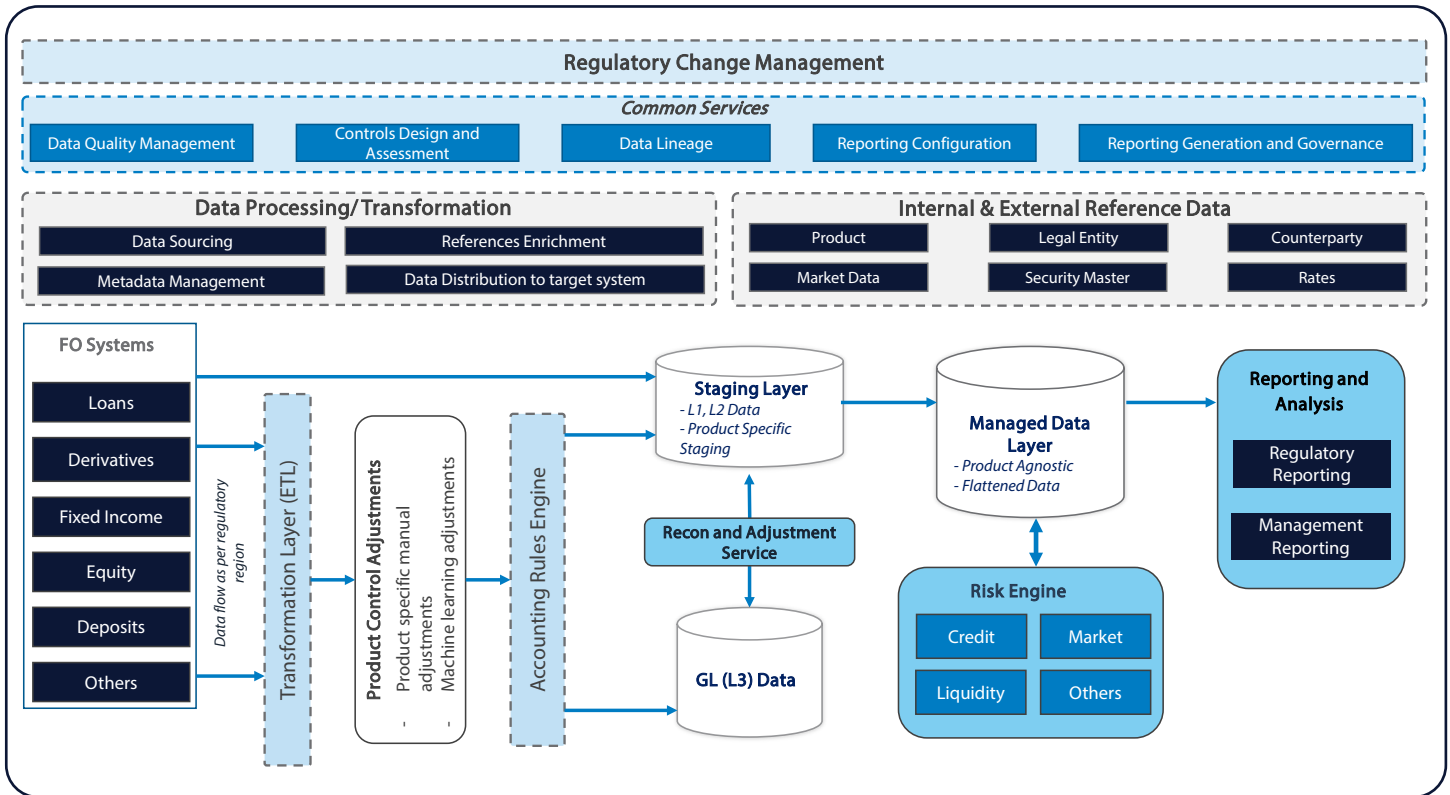 Regulatory Change Management
Common Services
Data Quality Management
Controls Design and
Assessment
Data Lineage
Reporting Configuration
Reporting Generation and Governance
Data Processing/ Transformation
Data Sourcing
References Enrichment
Metadata Management
Data Distribution to target system
Internal & External Reference Data
Product
Legal Entity
Counterparty
Market Data
Security Master
Rates
FO Systems
Loans
Derivatives
Fixed Income
Equity
Deposits
Others
Data flow as per regulatory
region
Transformation Layer (ETL)
Product Control Adjustments
- Product specific manual
adjustments
- Machine learning adjustments
Accounting Rules Engine
Staging Layer
- L1, L2 Data
- Product Specific
Staging
Recon and Adjustment
Service
GL (L3) Data
Managed Data
Layer
- Product Agnostic
- Flattened Data
Risk Engine
Credit
Market
Liquidity
Others
Reporting and
Analysis
Regulatory
Reporting
Management
Reporting